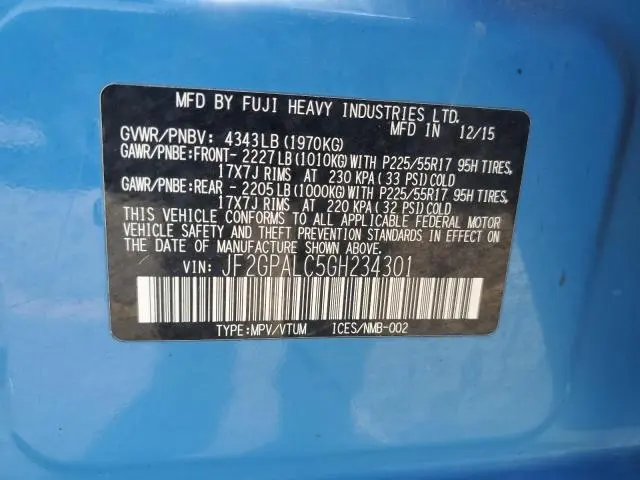 MFD BY FUJI HEAVY INDUSTRIES LTD.
MFD IN 12/15
GVWR/PNBV: 4343LB (1970KG)
GAWR/PNBE:FRONT- 2227LB (1010KG) WITH P225/55R17 95H TIRES,
17X7J RIMS AT 230 KPA (33 PSI) COLD
GAWR/PNBE:REAR - 2205LB (1000KG) WITH P225/55R17 95H TIRES,
17X7J RIMS AT 220 KPA (32 PSI) COLD
THIS VEHICLE CONFORMS TO ALL APPLICABLE FEDERAL MOTOR
VEHICLE SAFETY AND THEFT PREVENTION STANDARDS IN EFFECT ON
THE DATE OF MANUFACTURE SHOWN ABOVE.
VIN: JF2GPALC5GH234301
TYPE:MPV/VTUM ICES/NMB-002